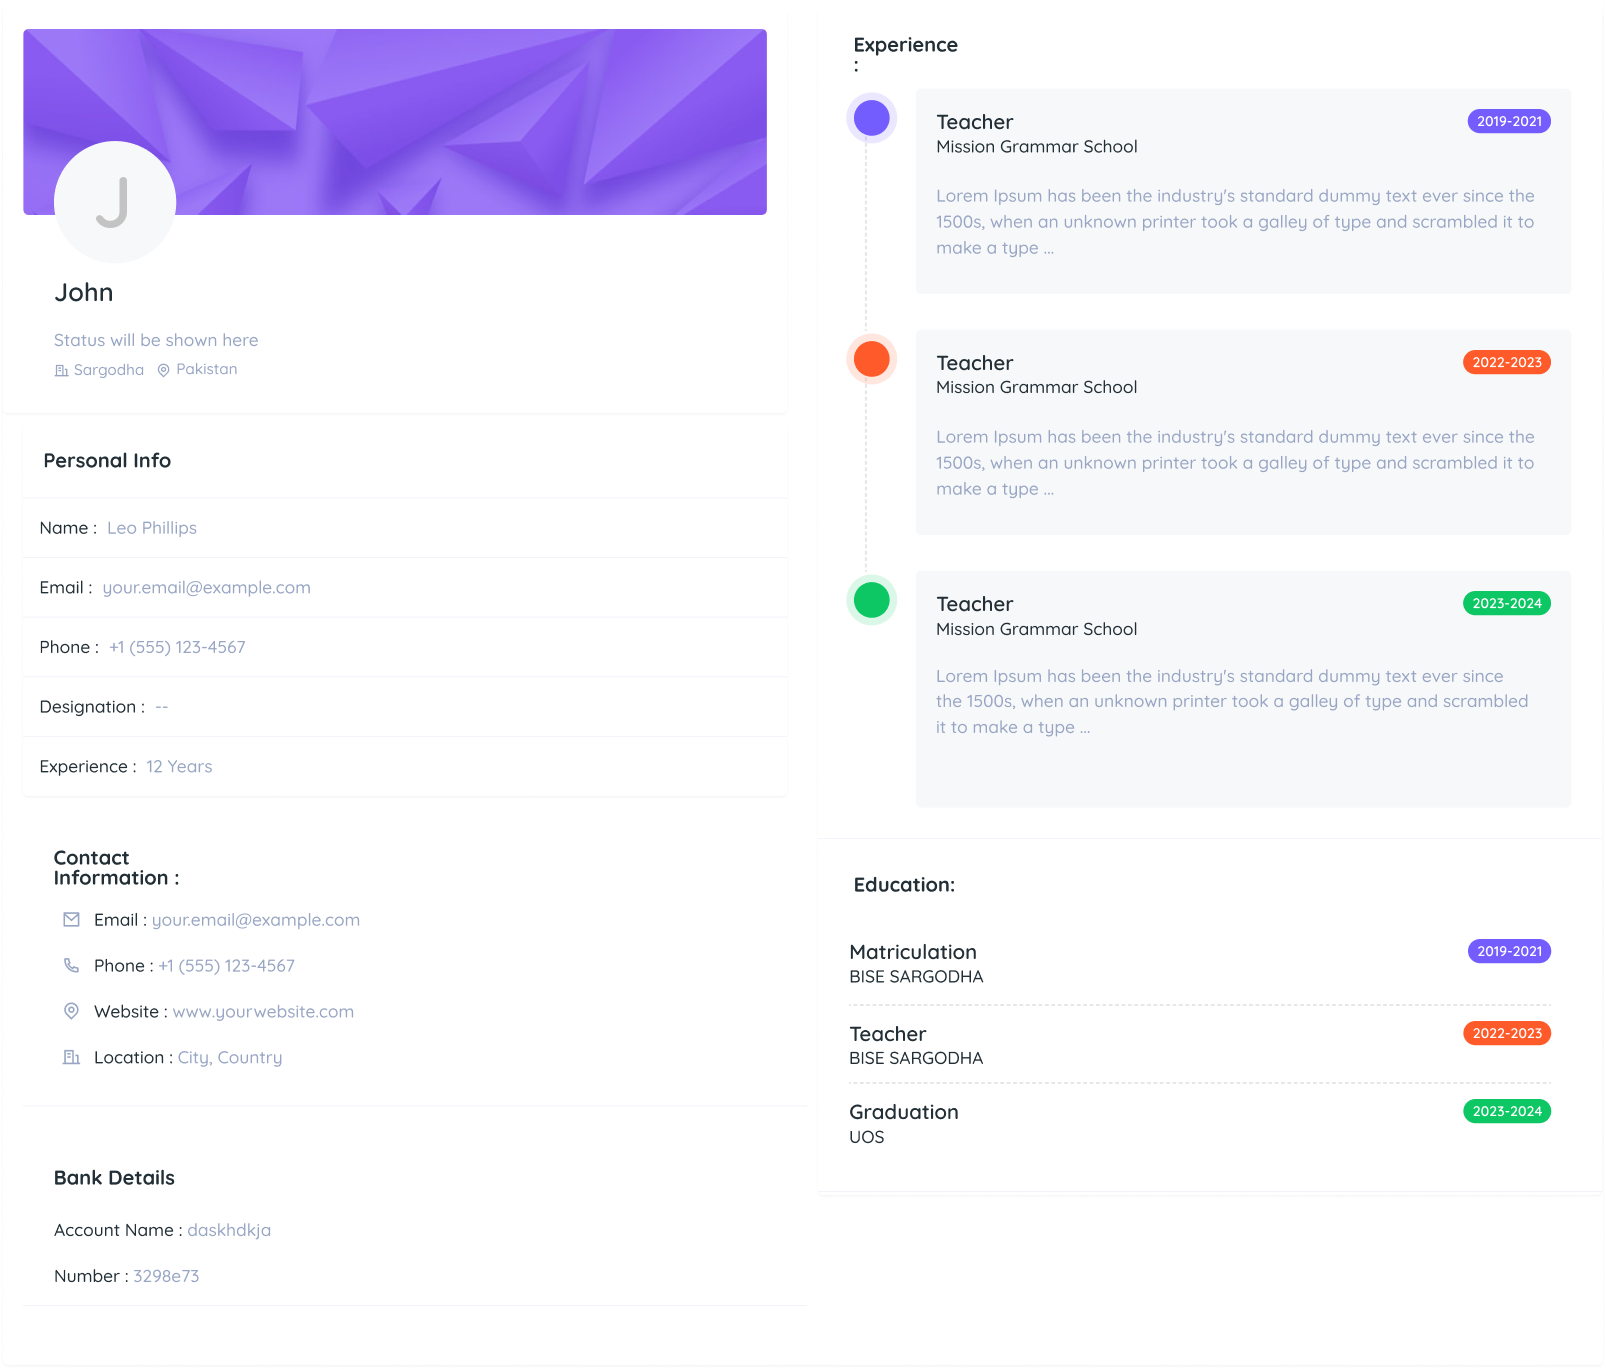 J
John
Status will be shown here
Sargodha Pakistan
Personal Info
Name : Leo Phillips
Email : your.email@example.com
Phone : +1 (555) 123-4567
Designation : --
Experience : 12 Years
Contact
Information :
Email : your.email@example.com
Phone : +1 (555) 123-4567
Website : www.yourwebsite.com
Location : City, Country
Bank Details
Account Name : daskhdkja
Number : 3298e73
Experience
:
Teacher 2019-2021
Mission Grammar School
Lorem Ipsum has been the industry's standard dummy text ever since the
1500s, when an unknown printer took a galley of type and scrambled it to
make a type ...
Teacher 2022-2023
Mission Grammar School
Lorem Ipsum has been the industry's standard dummy text ever since the
1500s, when an unknown printer took a galley of type and scrambled it to
make a type ...
Teacher 2023-2024
Mission Grammar School
Lorem Ipsum has been the industry's standard dummy text ever since
the 1500s, when an unknown printer took a galley of type and scrambled
it to make a type ...
Education:
Matriculation 2019-2021
BISE SARGODHA
Teacher 2022-2023
BISE SARGODHA
Graduation 2023-2024
UOS